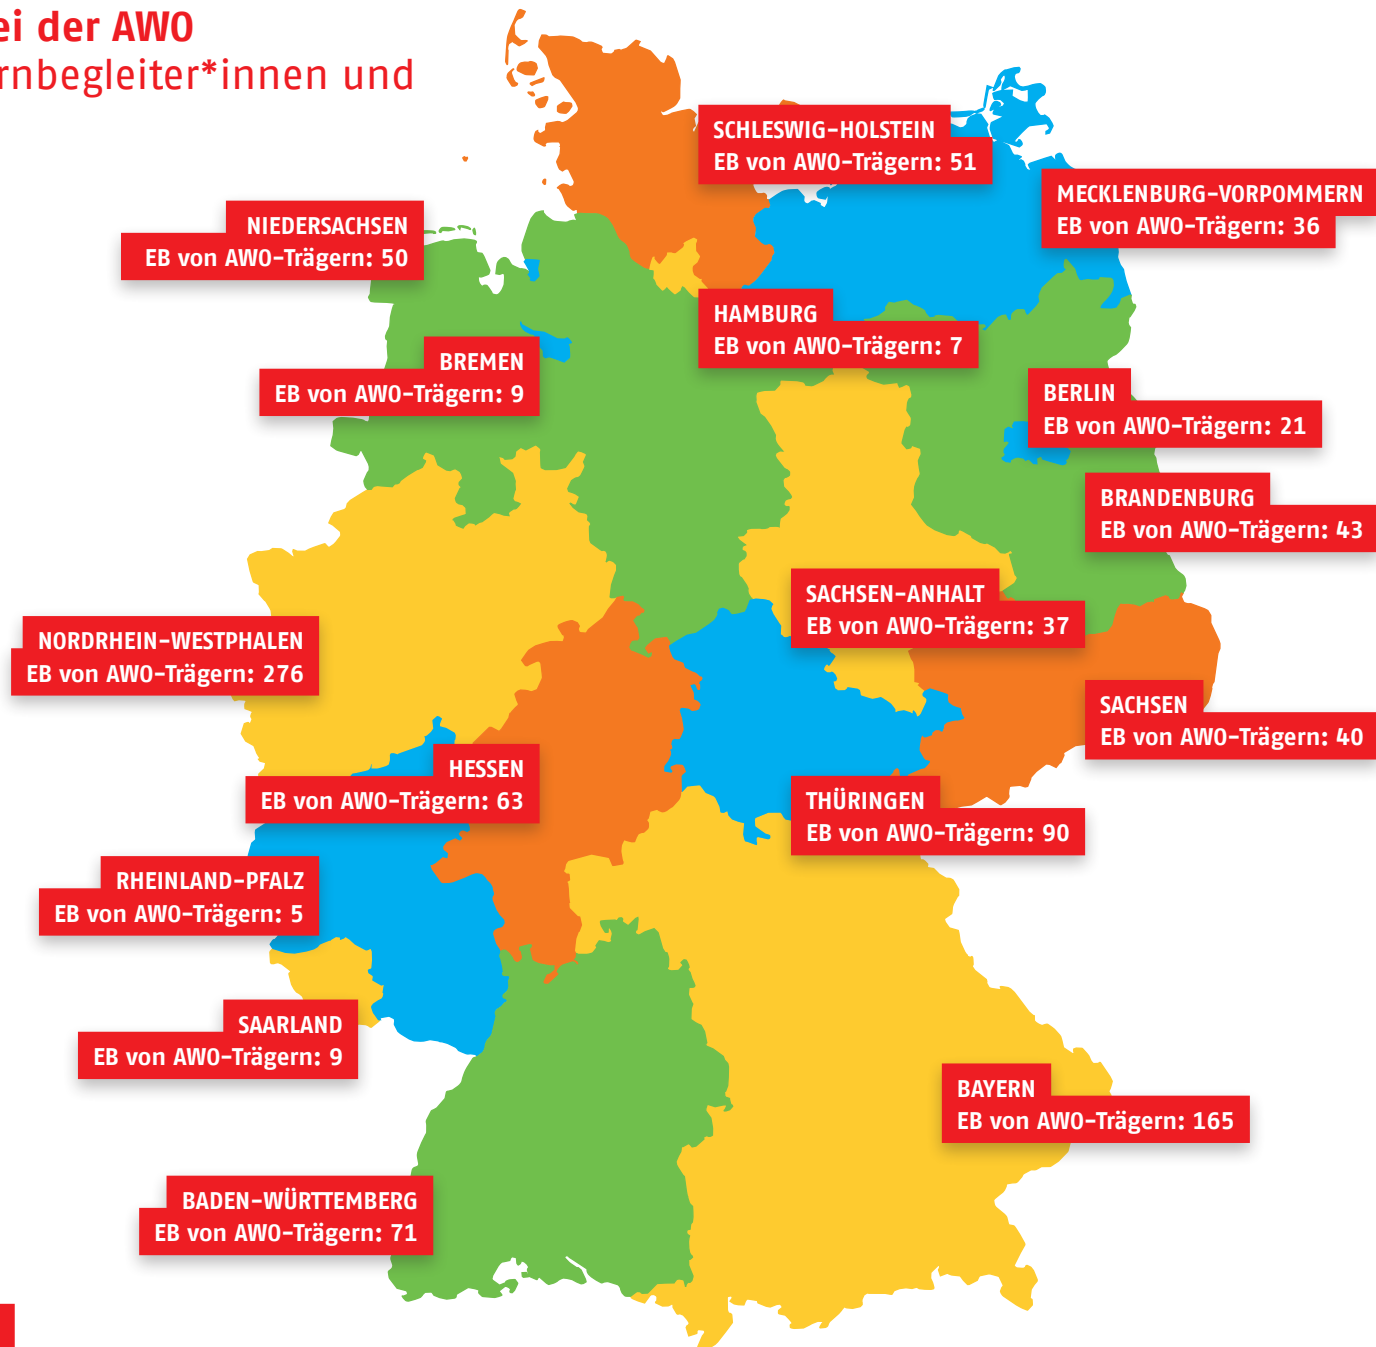 ei der AWO
rnbegleiter*innen und
SCHLESWIG-HOLSTEIN
EB von AWO-Trägern: 51
MECKLENBURG-VORPOMMERN
EB von AWO-Trägern: 36
NIEDERSACHSEN
EB von AWO-Trägern: 50
HAMBURG
EB von AWO-Trägern: 7
BREMEN
EB von AWO-Trägern: 9
BERLIN
EB von AWO-Trägern: 21
BRANDENBURG
EB von AWO-Trägern: 43
SACHSEN-ANHALT
EB von AWO-Trägern: 37
NORDRHEIN-WESTPHALEN
EB von AWO-Trägern: 276
SACHSEN
EB von AWO-Trägern: 40
HESSEN
EB von AWO-Trägern: 63
THÜRINGEN
EB von AWO-Trägern: 90
RHEINLAND-PFALZ
EB von AWO-Trägern: 5
SAARLAND
EB von AWO-Trägern: 9
BAYERN
EB von AWO-Trägern: 165
BADEN-WÜRTTEMBERG
EB von AWO-Trägern: 71